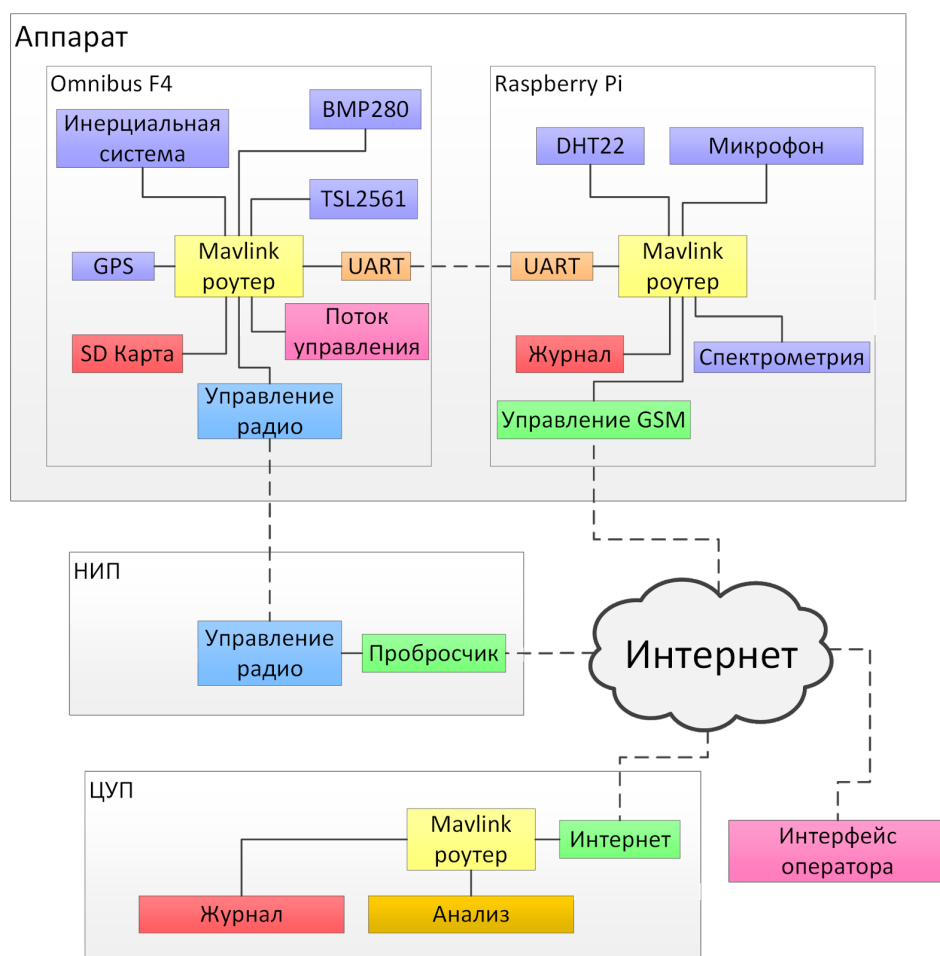 Аппарат
Omnibus F4
Инерциальная
система
BMP280
TSL2561
GPS
Mavlink
роутер
UART
SD Карта
Поток
управления
Управление
радио
Raspberry Pi
DHT22
Микрофон
UART
Mavlink
роутер
Журнал
Спектрометрия
Управление GSM
НИП
Управление
радио
Пробросчик
Интернет
ЦУП
Mavlink
роутер
Интернет
Журнал
Анализ
Интерфейс
оператора